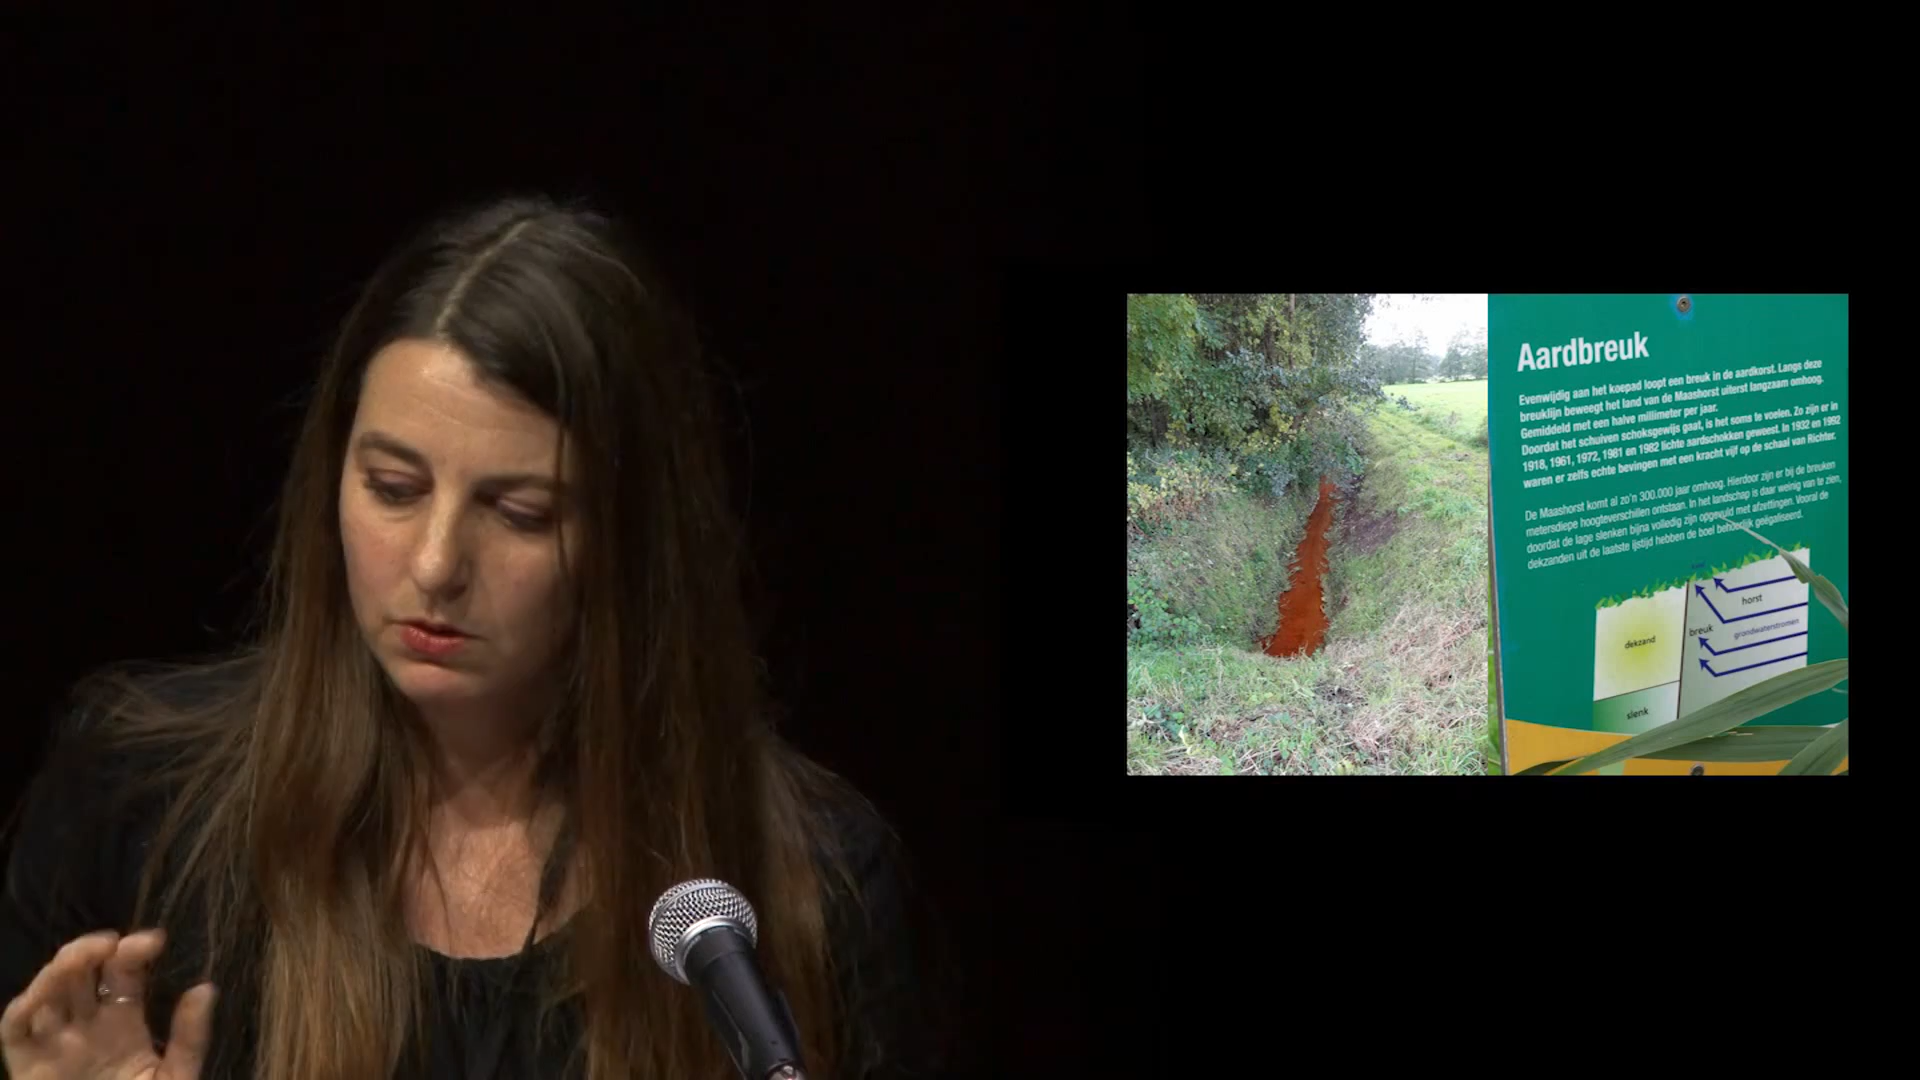 Aardbreuk
Evenwijdig aan het koepad loopt een breuk in de aardkorst. Langs deze
breuklijn beweegt het land van de Maashorst uiterst langzaam omhoog.
Gemiddeld met een halve millimeter per jaar.
Doordat het schuiven schoksgewijs gaat, is het soms te voelen. Zo zijn er in
1918, 1961, 1972, 1981 en 1982 lichte aardschokken geweest. In 1932 en 1992
waren er zelfs echte bevingen met een kracht vijf op de schaal van Richter.
De Maashorst komt al zo'n 300.000 jaar omhoog. Hierdoor zijn er bij de breuken
metersdiepe hoogteverschillen ontstaan. In het landschap is daar weinig van te zien,
doordat de lage slenken bijna volledig zijn opgevuld met afzettingen. Vooral de
dekzanden uit de laatste ijstijd hebben de boel behoorlijk geëgaliseerd.
horst
breuk
grondwaterstromen
dekzand
slenk